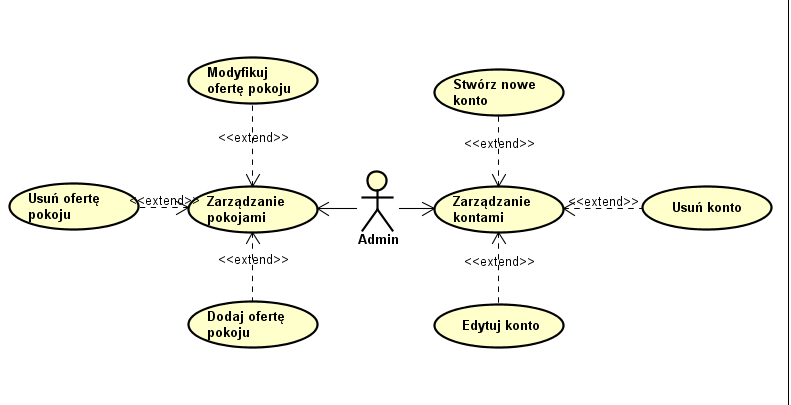 Modyfikuj
ofertę pokoju
Stwórz nowe
konto
<<extend>>
<<extend>>
Usuń ofertę
pokoju
<<extend>>
Zarządzanie
pokojami
Admin
Zarządzanie
kontami
<<extend>>
Usuń konto
<<extend>>
<<extend>>
Dodaj ofertę
pokoju
Edytuj konto